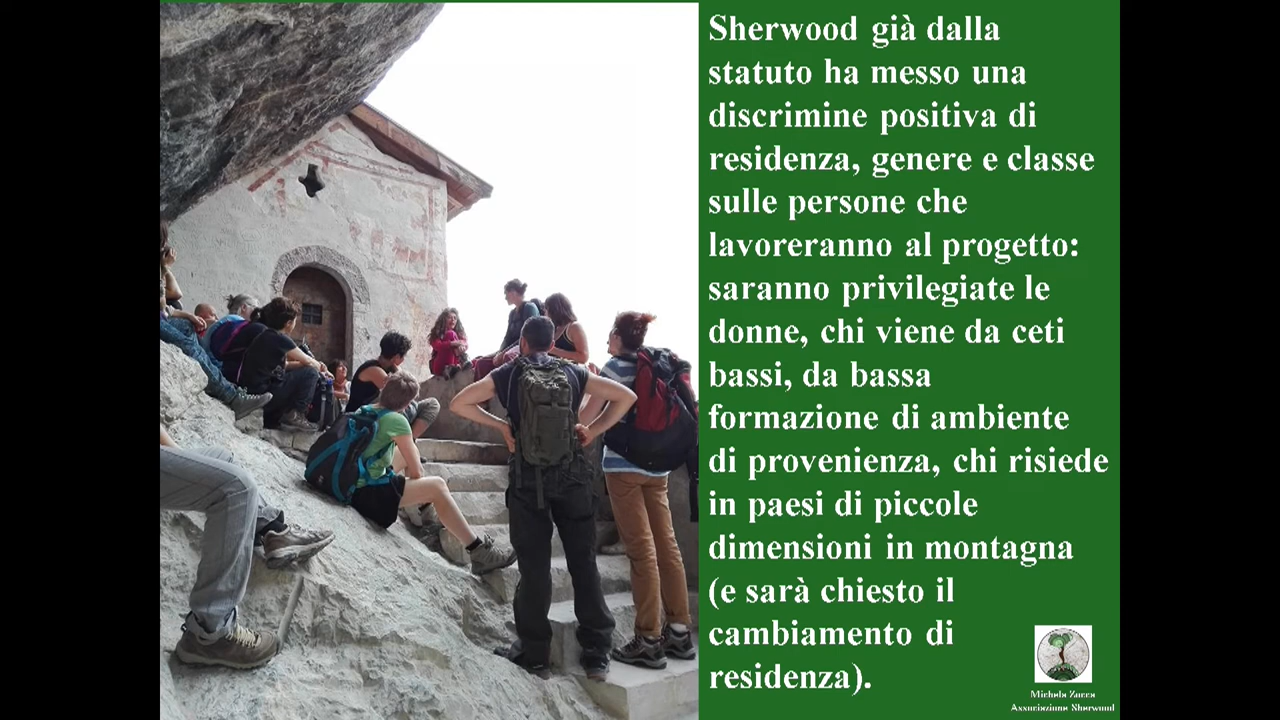 Sherwood già dalla
statuto ha messo una
discrimine positiva di
residenza, genere e classe
sulle persone che
lavoreranno al progetto:
saranno privilegiate le
donne, chi viene da ceti
bassi, da bassa
formazione di ambiente
di provenienza, chi risiede
in paesi di piccole
dimensioni in montagna
(e sarà chiesto il
cambiamento di
residenza).
Michela Zucca
Associazione Sherwood